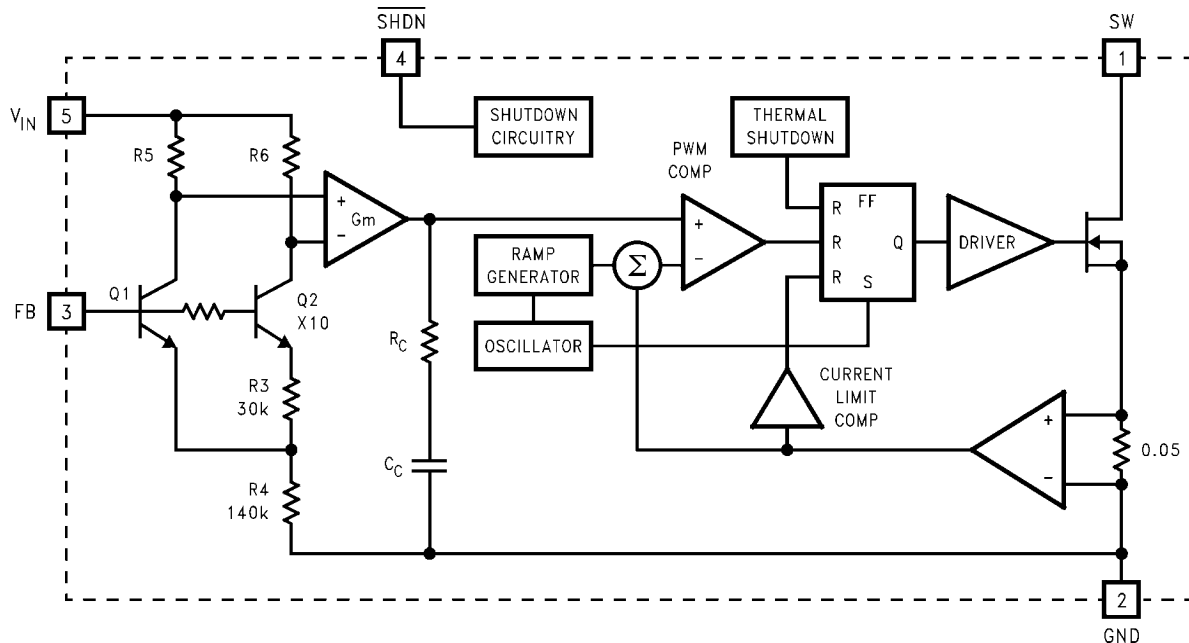 SHDN
SW
4
1
V_IN
5
SHUTDOWN
CIRCUITRY
THERMAL
SHUTDOWN
R5
R6
PWM
COMP
+
Gm
−
+
−
R
FF
R
Q
R
S
DRIVER
RAMP
GENERATOR
Σ
FB
3
Q1
Q2
X10
OSCILLATOR
R_C
R3
30k
CURRENT
LIMIT
COMP
+
−
0.05
C_C
R4
140k
2
GND